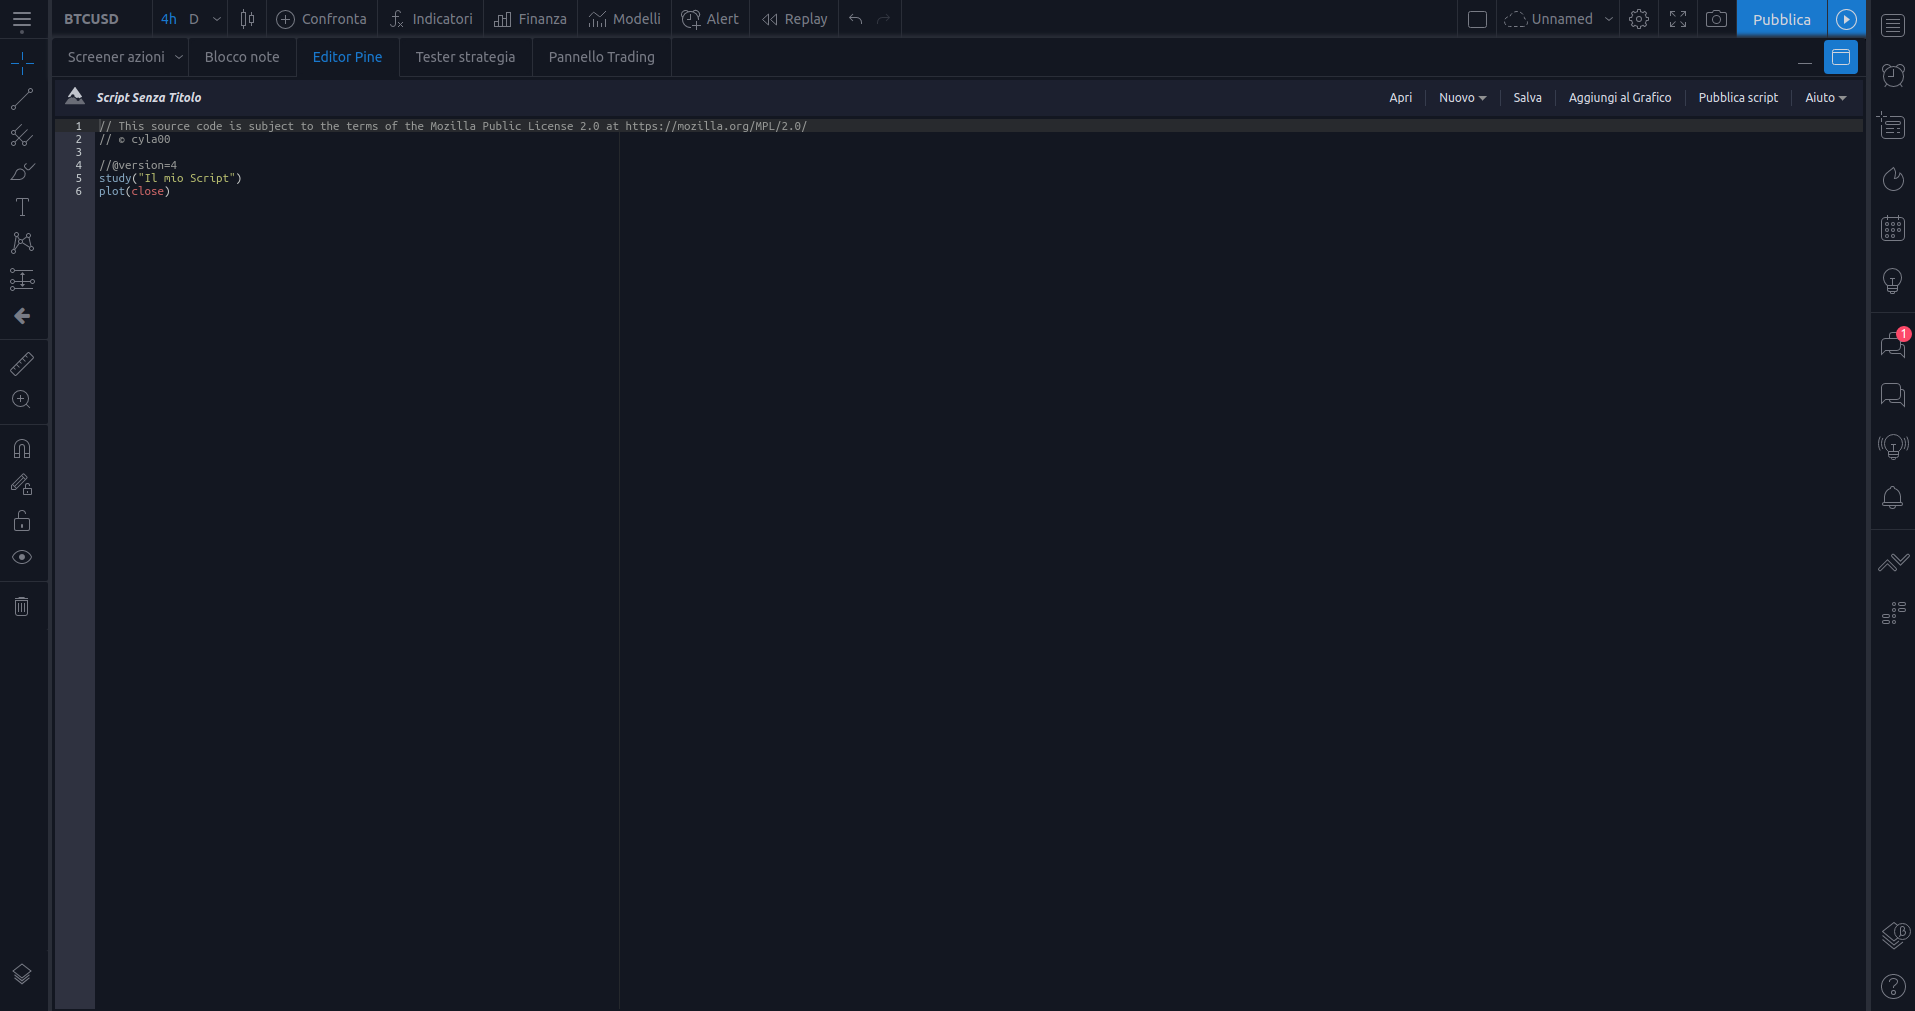 BTCUSD 4h D Confronta Indicatori Finanza Modelli Alert Replay Unnamed Pubblica
Screener azioni Blocco note Editor Pine Tester strategia Pannello Trading
Script Senza Titolo Apri Nuovo Salva Aggiungi al Grafico Pubblica script Aiuto
1 // This source code is subject to the terms of the Mozilla Public License 2.0 at https://mozilla.org/MPL/2.0/
2 // © cyla00
3
4 //@version=4
5 study("Il mio Script")
6 plot(close)
T
1
β
?